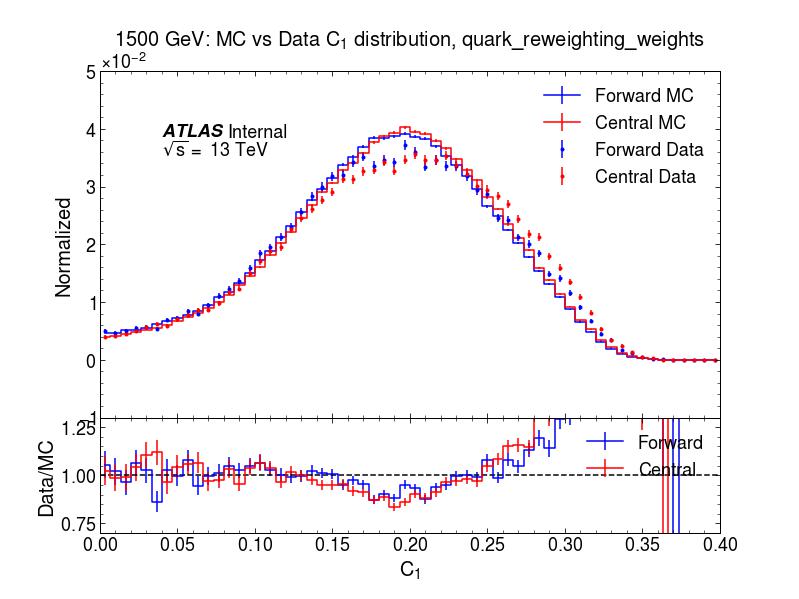 1500 GeV: MC vs Data C₁ distribution, quark_reweighting_weights
×10⁻²
5
4
3
2
1
0
−1
Normalized
ATLAS Internal
√s = 13 TeV
Forward MC
Central MC
Forward Data
Central Data
1.25
1.00
0.75
Data/MC
Forward
Central
0.00 0.05 0.10 0.15 0.20 0.25 0.30 0.35 0.40
C₁